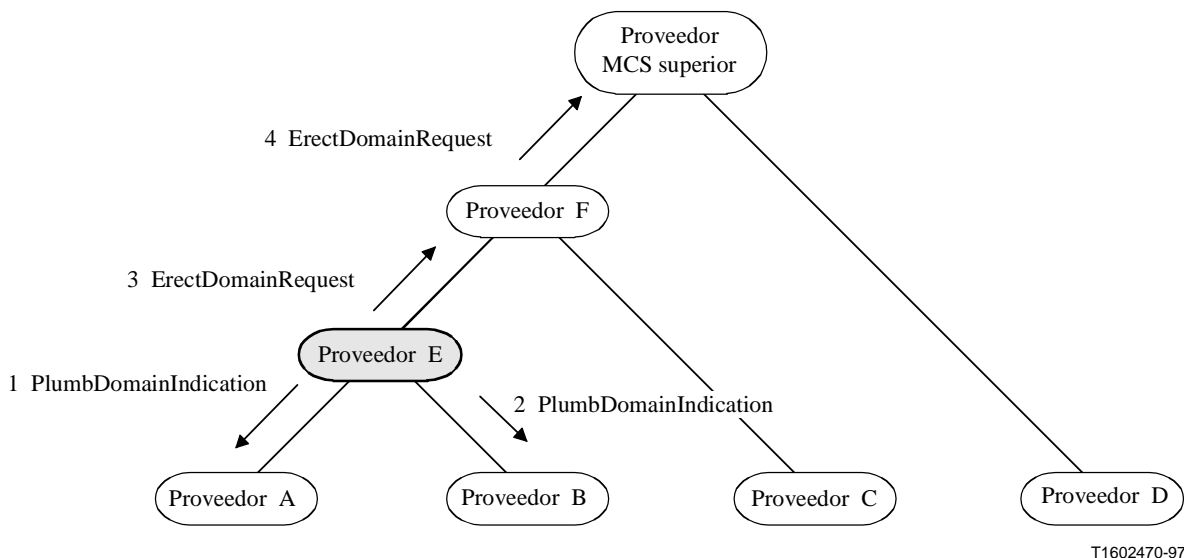 Proveedor
MCS superior
4 ErectDomainRequest
Proveedor F
3 ErectDomainRequest
Proveedor E
1 PlumbDomainIndication
2 PlumbDomainIndication
Proveedor A
Proveedor B
Proveedor C
Proveedor D
T1602470-97